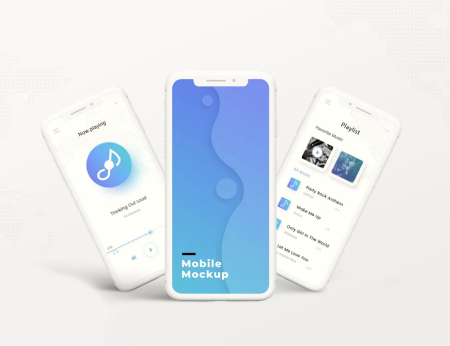 Now playing
Thinking Out Loud
Mobile
Mockup
Playlist
Favorite Music
All Music
Party Rock Anthem
Wake Me Up
Only Girl In The World
Let Me Love You